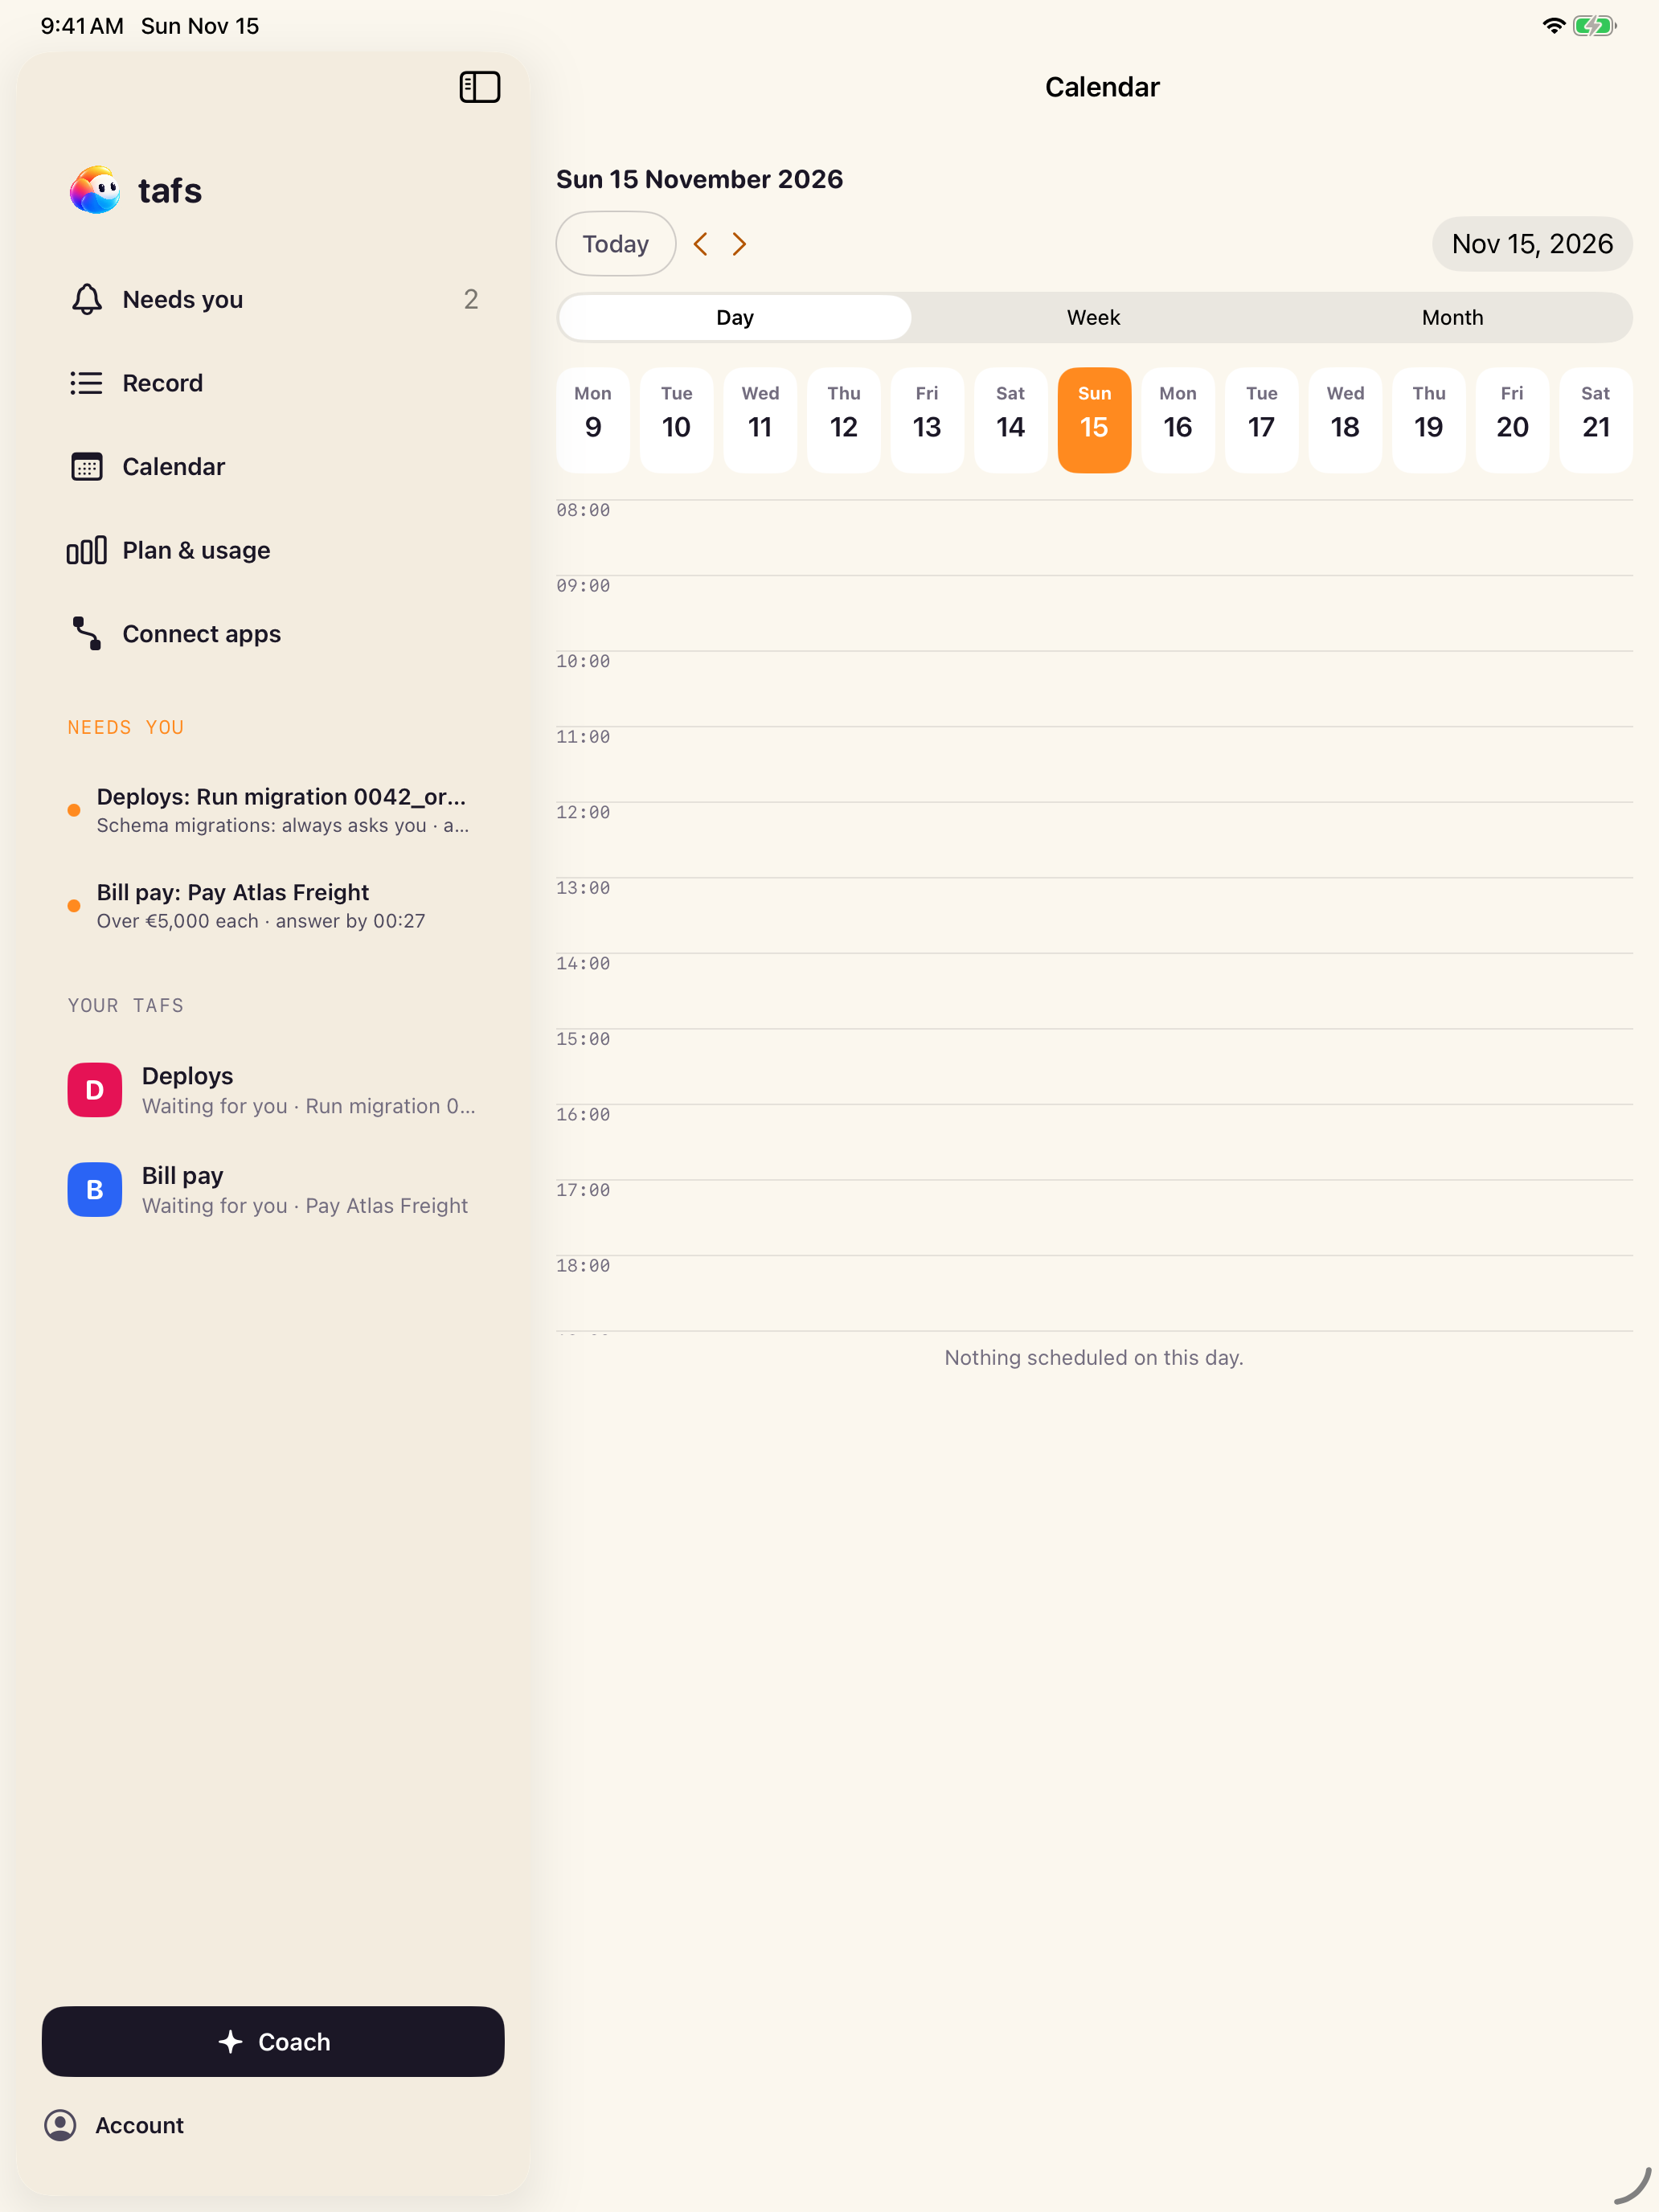 9:41 AM Sun Nov 15
tafs
Needs you 2
Record
Calendar
Plan & usage
Connect apps
NEEDS YOU
Deploys: Run migration 0042_or...
Schema migrations: always asks you · a...
Bill pay: Pay Atlas Freight
Over €5,000 each · answer by 00:27
YOUR TAFS
D
Deploys
Waiting for you · Run migration 0...
B
Bill pay
Waiting for you · Pay Atlas Freight
Coach
Account
Calendar
Sun 15 November 2026
Today
Nov 15, 2026
Day Week Month
Mon Tue Wed Thu Fri Sat Sun Mon Tue Wed Thu Fri Sat
9 10 11 12 13 14 15 16 17 18 19 20 21
08:00
09:00
10:00
11:00
12:00
13:00
14:00
15:00
16:00
17:00
18:00
Nothing scheduled on this day.